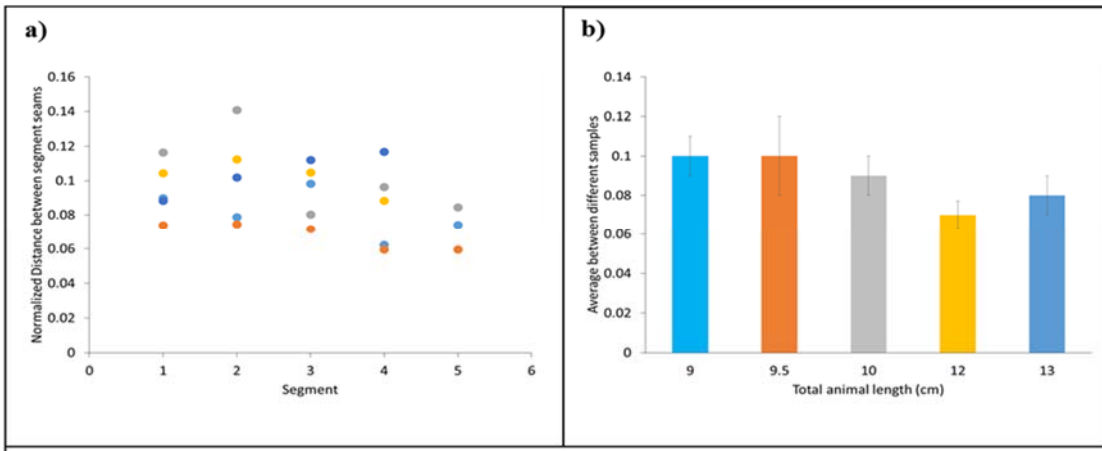 a)
Normalized Distance between segment seams
0.16
0.14
0.12
0.1
0.08
0.06
0.04
0.02
0
0 1 2 3 4 5 6
Segment
b)
Average between different samples
0.14
0.12
0.1
0.08
0.06
0.04
0.02
0
9 9.5 10 12 13
Total animal length (cm)